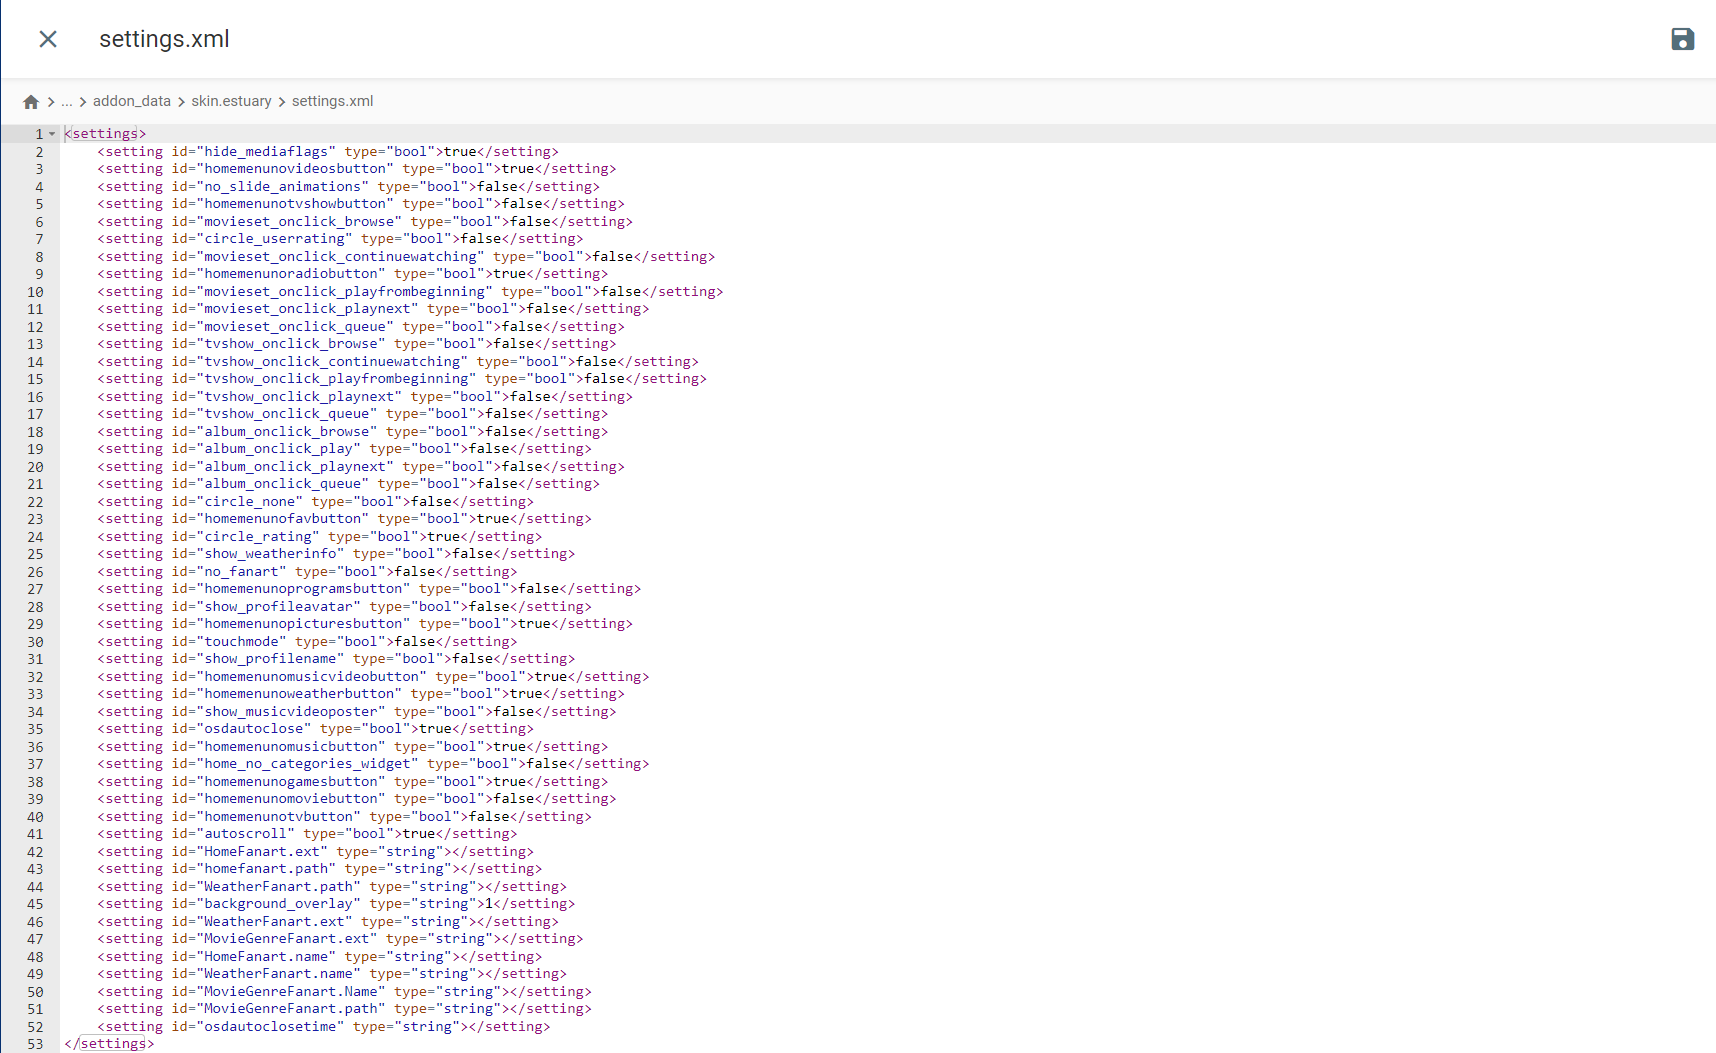 settings.xml
... addon_data skin.estuary settings.xml
1 <settings>
2 <setting id="hide_mediaflags" type="bool">true</setting>
3 <setting id="homemenunovideosbutton" type="bool">true</setting>
4 <setting id="no_slide_animations" type="bool">false</setting>
5 <setting id="homemenunotvshowbutton" type="bool">false</setting>
6 <setting id="movieset_onclick_browse" type="bool">false</setting>
7 <setting id="circle_userrating" type="bool">false</setting>
8 <setting id="movieset_onclick_continuewatching" type="bool">false</setting>
9 <setting id="homemenunoradiobutton" type="bool">true</setting>
10 <setting id="movieset_onclick_playfrombeginning" type="bool">false</setting>
11 <setting id="movieset_onclick_playnext" type="bool">false</setting>
12 <setting id="movieset_onclick_queue" type="bool">false</setting>
13 <setting id="tvshow_onclick_browse" type="bool">false</setting>
14 <setting id="tvshow_onclick_continuewatching" type="bool">false</setting>
15 <setting id="tvshow_onclick_playfrombeginning" type="bool">false</setting>
16 <setting id="tvshow_onclick_playnext" type="bool">false</setting>
17 <setting id="tvshow_onclick_queue" type="bool">false</setting>
18 <setting id="album_onclick_browse" type="bool">false</setting>
19 <setting id="album_onclick_play" type="bool">false</setting>
20 <setting id="album_onclick_playnext" type="bool">false</setting>
21 <setting id="album_onclick_queue" type="bool">false</setting>
22 <setting id="circle_none" type="bool">false</setting>
23 <setting id="homemenunofavbutton" type="bool">true</setting>
24 <setting id="circle_rating" type="bool">true</setting>
25 <setting id="show_weatherinfo" type="bool">false</setting>
26 <setting id="no_fanart" type="bool">false</setting>
27 <setting id="homemenunoprogramsbutton" type="bool">false</setting>
28 <setting id="show_profileavatar" type="bool">false</setting>
29 <setting id="homemenunopicturesbutton" type="bool">true</setting>
30 <setting id="touchmode" type="bool">false</setting>
31 <setting id="show_profilename" type="bool">false</setting>
32 <setting id="homemenunomusicvideobutton" type="bool">true</setting>
33 <setting id="homemenunoweatherbutton" type="bool">true</setting>
34 <setting id="show_musicvideoposter" type="bool">false</setting>
35 <setting id="osdautoclose" type="bool">true</setting>
36 <setting id="homemenunomusicbutton" type="bool">true</setting>
37 <setting id="home_no_categories_widget" type="bool">false</setting>
38 <setting id="homemenunogamesbutton" type="bool">true</setting>
39 <setting id="homemenunomoviebutton" type="bool">false</setting>
40 <setting id="homemenunotvbutton" type="bool">false</setting>
41 <setting id="autoscroll" type="bool">true</setting>
42 <setting id="HomeFanart.ext" type="string"></setting>
43 <setting id="homefanart.path" type="string"></setting>
44 <setting id="WeatherFanart.path" type="string"></setting>
45 <setting id="background_overlay" type="string">1</setting>
46 <setting id="WeatherFanart.ext" type="string"></setting>
47 <setting id="MovieGenreFanart.ext" type="string"></setting>
48 <setting id="HomeFanart.name" type="string"></setting>
49 <setting id="WeatherFanart.name" type="string"></setting>
50 <setting id="MovieGenreFanart.Name" type="string"></setting>
51 <setting id="MovieGenreFanart.path" type="string"></setting>
52 <setting id="osdautoclosetime" type="string"></setting>
53 </settings>